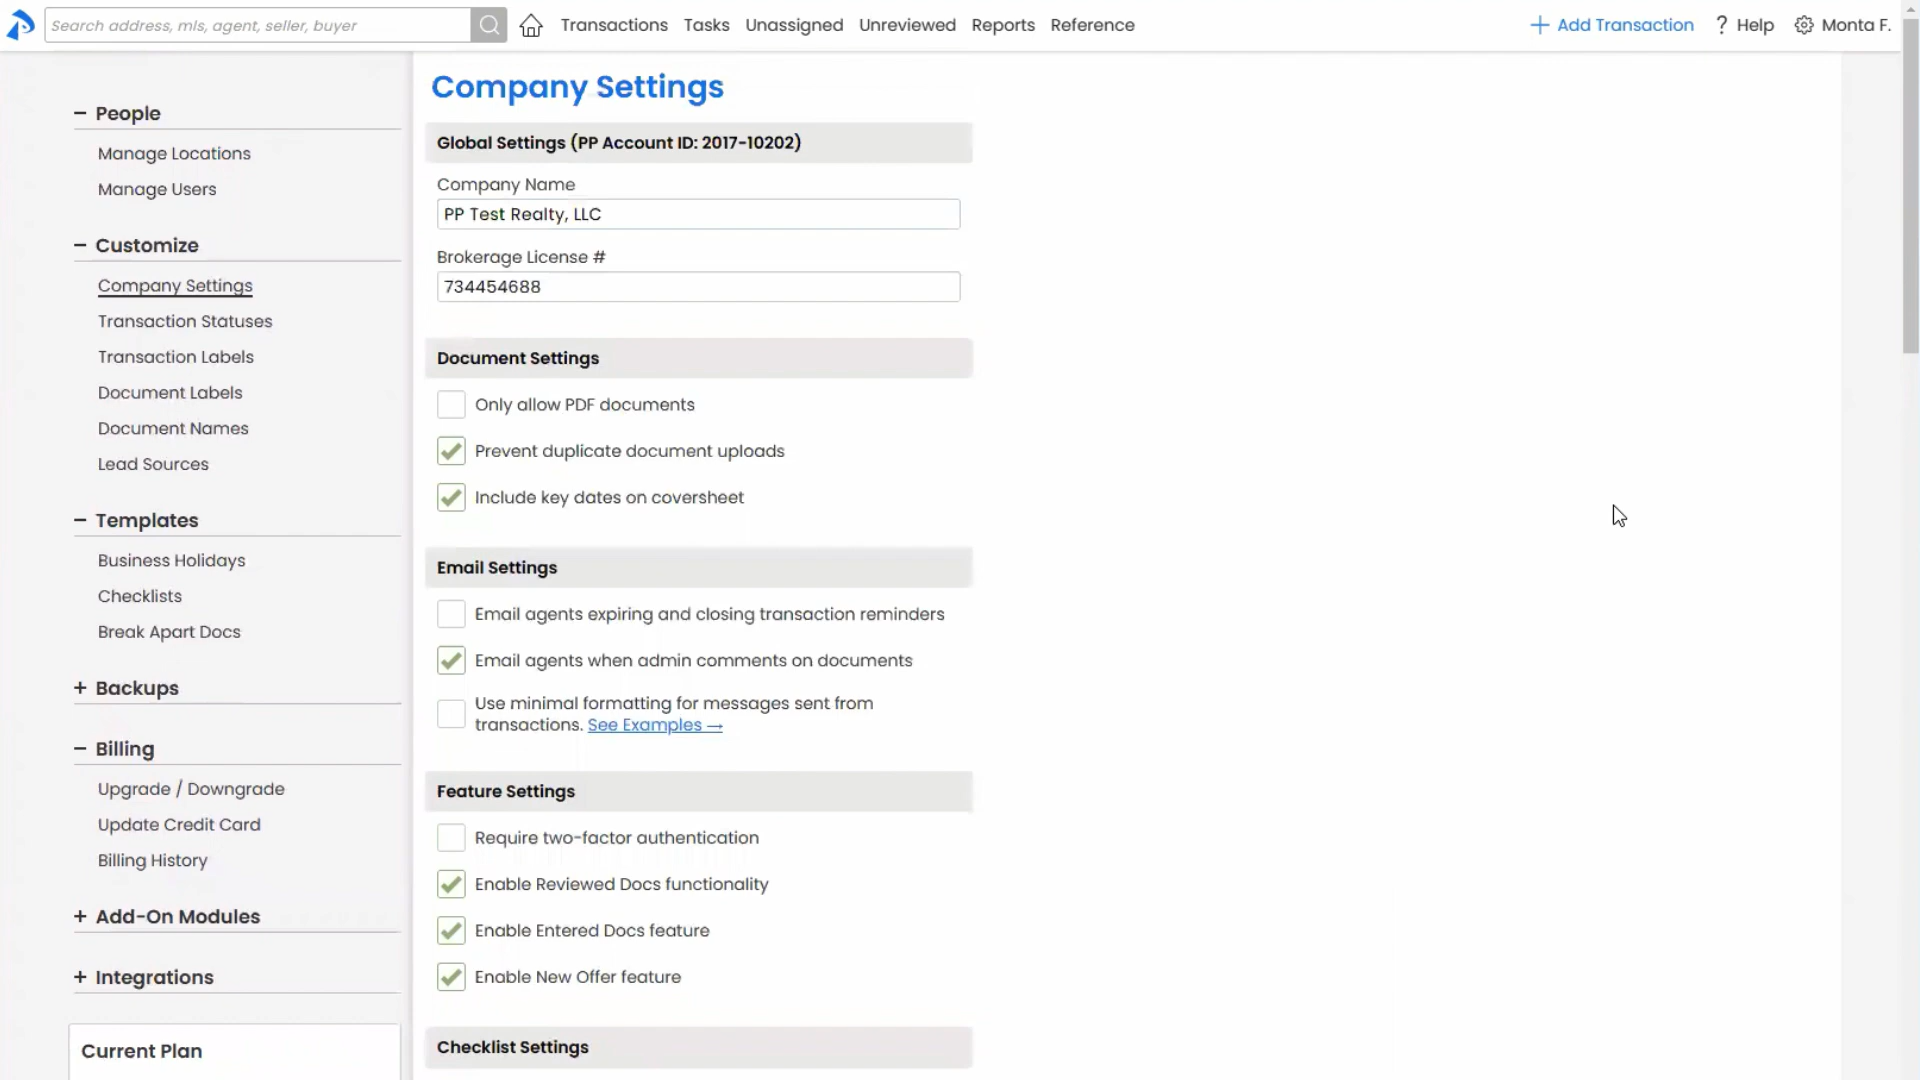 Search address, mls, agent, seller, buyer
Transactions Tasks Unassigned Unreviewed Reports Reference
+ Add Transaction ? Help Monta F.
− People
Manage Locations
Manage Users
− Customize
Company Settings
Transaction Statuses
Transaction Labels
Document Labels
Document Names
Lead Sources
− Templates
Business Holidays
Checklists
Break Apart Docs
+ Backups
− Billing
Upgrade / Downgrade
Update Credit Card
Billing History
+ Add-On Modules
+ Integrations
Current Plan
Company Settings
Global Settings (PP Account ID: 2017-10202)
Company Name
PP Test Realty, LLC
Brokerage License #
734454688
Document Settings
Only allow PDF documents
Prevent duplicate document uploads
Include key dates on coversheet
Email Settings
Email agents expiring and closing transaction reminders
Email agents when admin comments on documents
Use minimal formatting for messages sent from
transactions. See Examples →
Feature Settings
Require two-factor authentication
Enable Reviewed Docs functionality
Enable Entered Docs feature
Enable New Offer feature
Checklist Settings